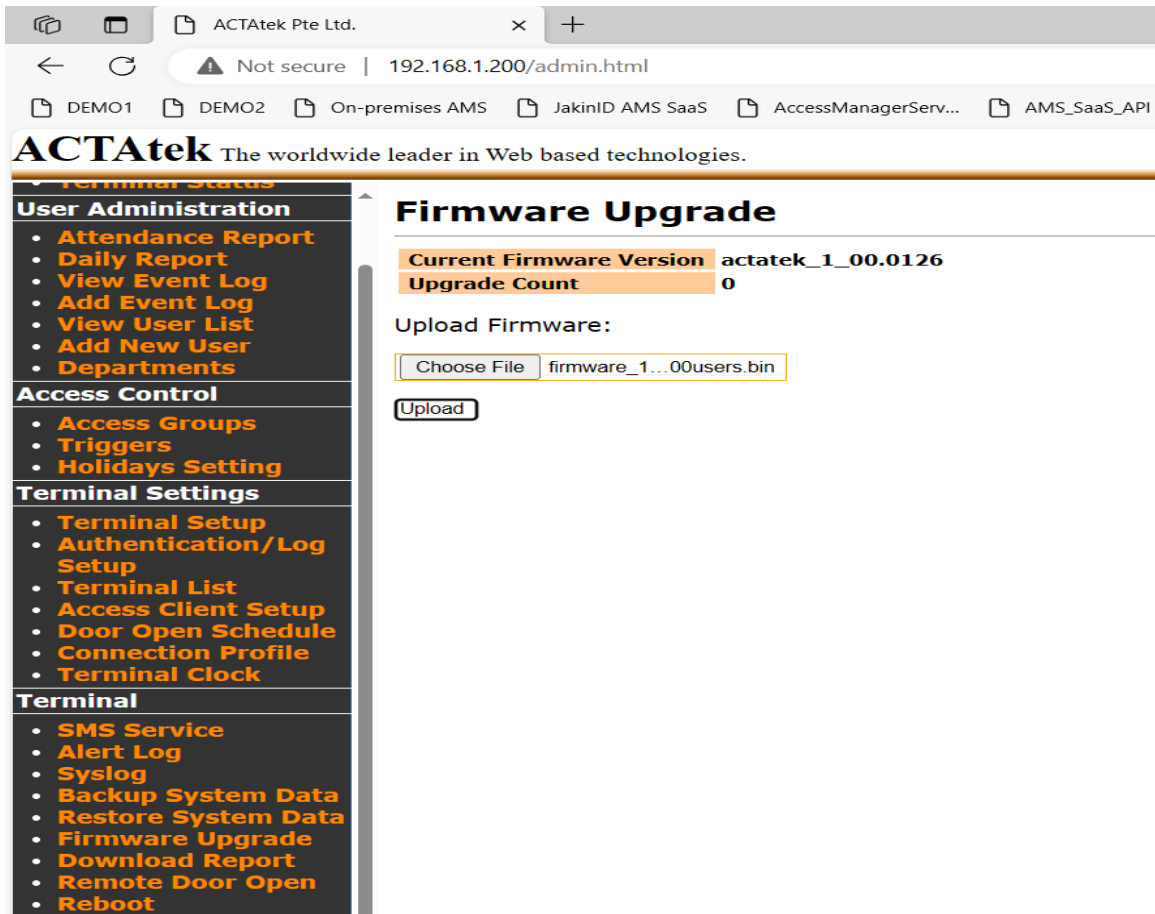 ACTAtek Pte Ltd.
Not secure | 192.168.1.200/admin.html
DEMO1 DEMO2 On-premises AMS JakinID AMS SaaS AccessManagerServ... AMS_SaaS_API
ACTAtek The worldwide leader in Web based technologies.
Terminal Status
User Administration
Attendance Report
Daily Report
View Event Log
Add Event Log
View User List
Add New User
Departments
Access Control
Access Groups
Triggers
Holidays Setting
Terminal Settings
Terminal Setup
Authentication/Log
Setup
Terminal List
Access Client Setup
Door Open Schedule
Connection Profile
Terminal Clock
Terminal
SMS Service
Alert Log
Syslog
Backup System Data
Restore System Data
Firmware Upgrade
Download Report
Remote Door Open
Reboot
Firmware Upgrade
Current Firmware Version actatek_1_00.0126
Upgrade Count 0
Upload Firmware:
Choose File firmware_1...00users.bin
Upload